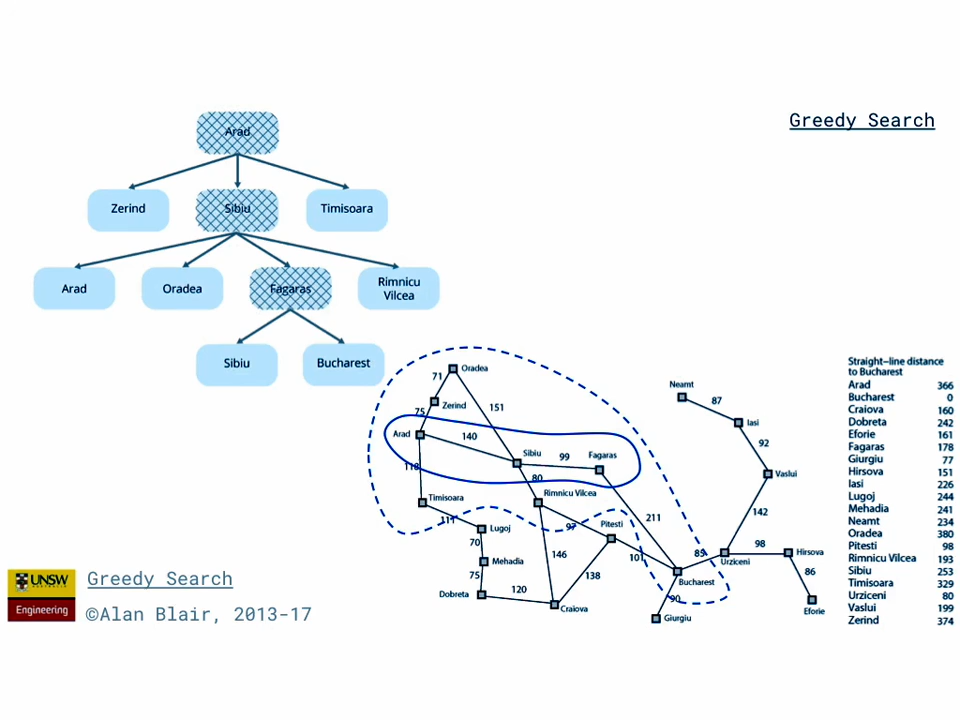 Greedy Search
Arad
Zerind
Sibiu
Timisoara
Arad
Oradea
Fagaras
Rimnicu
Vilcea
Sibiu
Bucharest
Oradea
71
Zerind
75
151
Arad
140
Sibiu
99
Fagaras
118
80
Timisoara
Rimnicu Vilcea
111
Lugoj
97
Pitesti
211
70
Mehadia
146
101
85
75
138
Dobreta
120
Craiova
Bucharest
90
Giurgiu
Neamt
87
Iasi
92
Vaslui
142
Urziceni
98
Hirsova
86
Eforie
Straight-line distance
to Bucharest
Arad 366
Bucharest 0
Craiova 160
Dobreta 242
Eforie 161
Fagaras 178
Giurgiu 77
Hirsova 151
Iasi 226
Lugoj 244
Mehadia 241
Neamt 234
Oradea 380
Pitesti 98
Rimnicu Vilcea 193
Sibiu 253
Timisoara 329
Urziceni 80
Vaslui 199
Zerind 374
UNSW
Engineering
Greedy Search
©Alan Blair, 2013-17